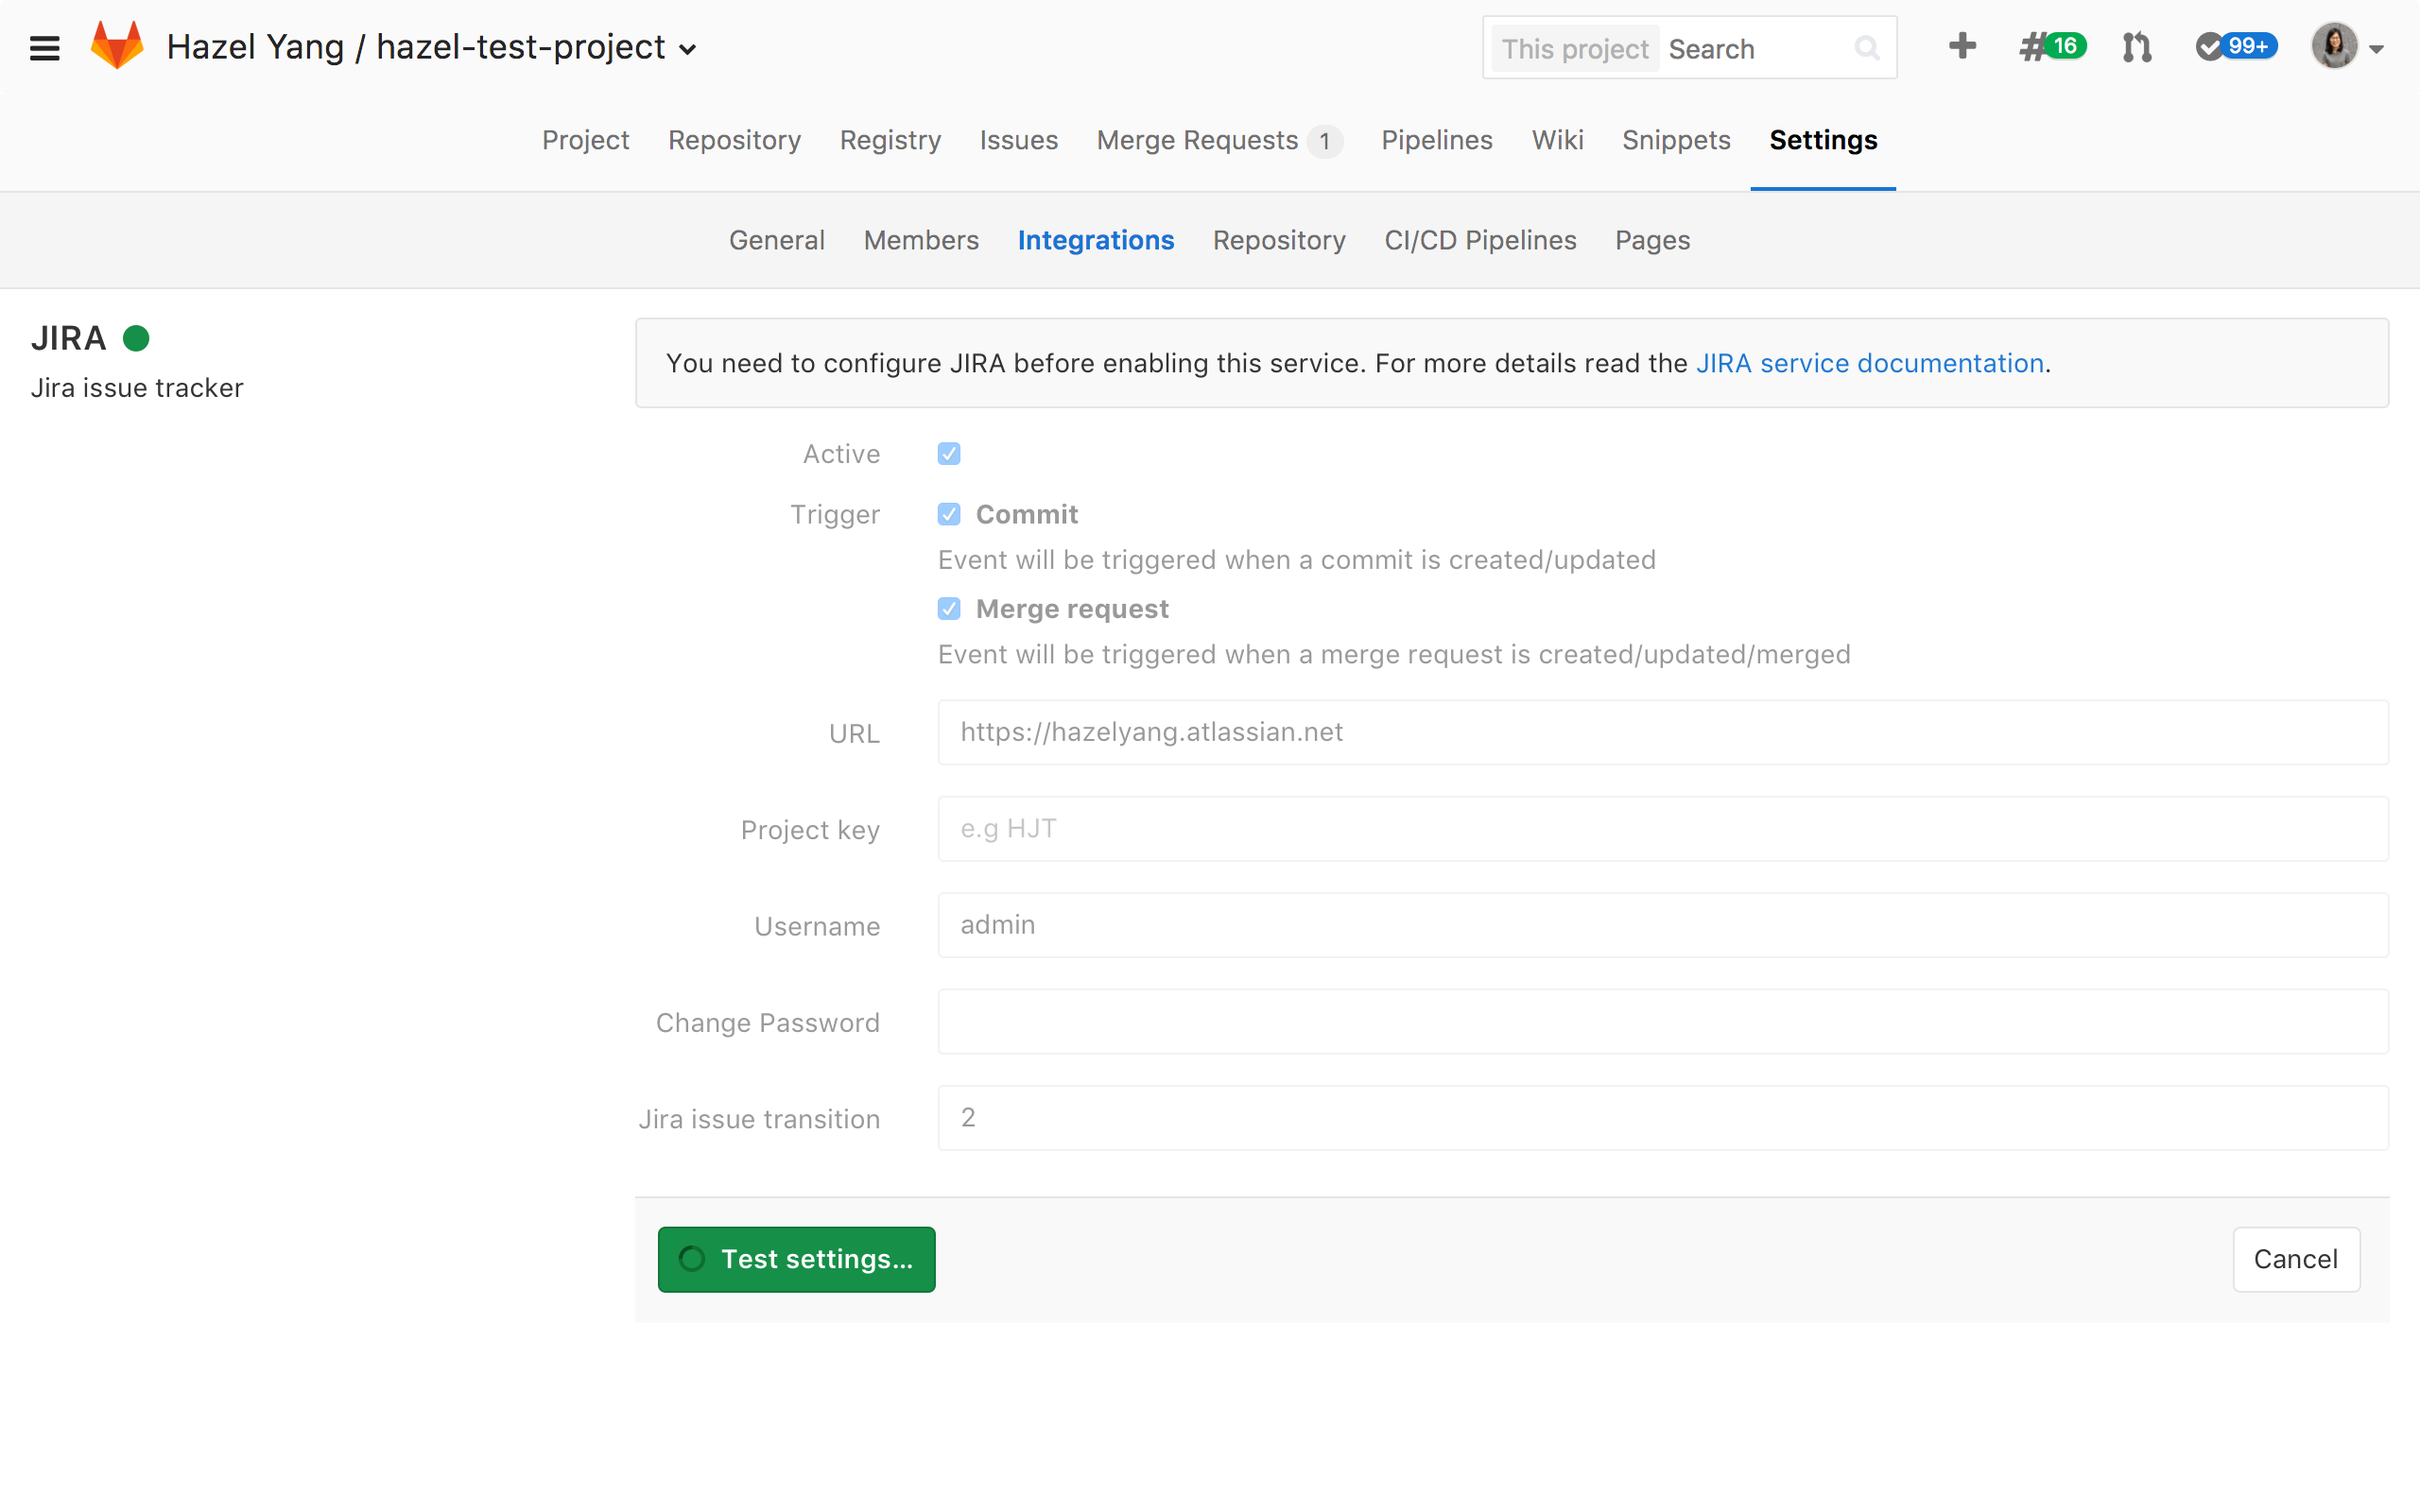 Hazel Yang / hazel-test-project
This project Search
16
99+
Project Repository Registry Issues Merge Requests 1 Pipelines Wiki Snippets Settings
General Members Integrations Repository CI/CD Pipelines Pages
JIRA
Jira issue tracker
You need to configure JIRA before enabling this service. For more details read the JIRA service documentation.
Active
Trigger Commit
Event will be triggered when a commit is created/updated
Merge request
Event will be triggered when a merge request is created/updated/merged
URL https://hazelyang.atlassian.net
Project key e.g HJT
Username admin
Change Password
Jira issue transition 2
Test settings... Cancel